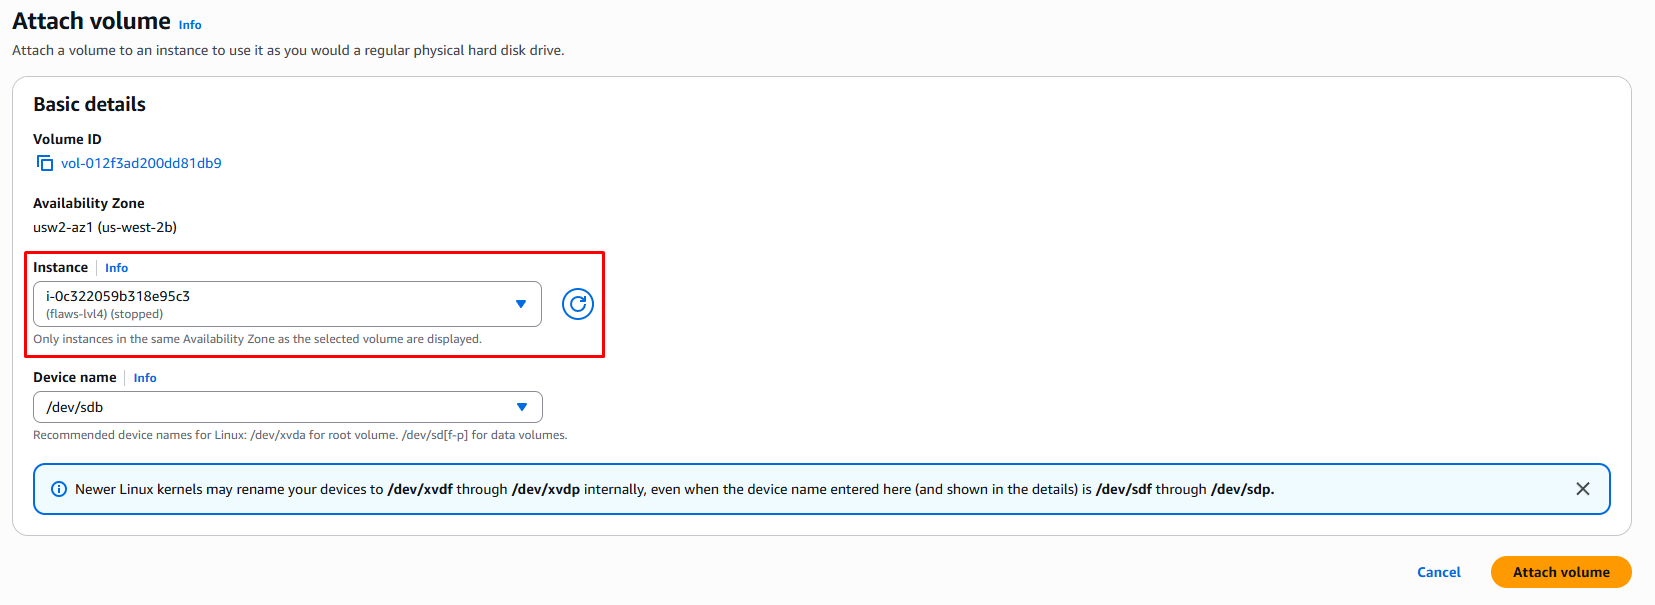 Attach volume Info
Attach a volume to an instance to use it as you would a regular physical hard disk drive.
Basic details
Volume ID
vol-012f3ad200dd81db9
Availability Zone
usw2-az1 (us-west-2b)
Instance Info
i-0c322059b318e95c3
(flaws-lvl4) (stopped)
Only instances in the same Availability Zone as the selected volume are displayed.
Device name Info
/dev/sdb
Recommended device names for Linux: /dev/xvda for root volume. /dev/sd[f-p] for data volumes.
Newer Linux kernels may rename your devices to /dev/xvdf through /dev/xvdp internally, even when the device name entered here (and shown in the details) is /dev/sdf through /dev/sdp.
Cancel Attach volume